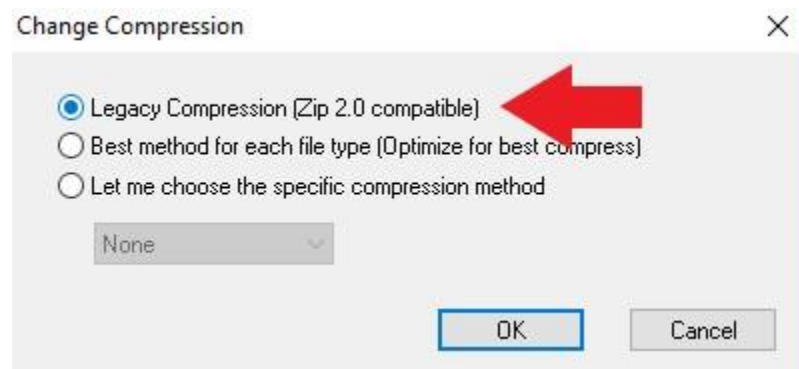 Change Compression
Legacy Compression (Zip 2.0 compatible)
Best method for each file type (Optimize for best compress)
Let me choose the specific compression method
None
OK Cancel